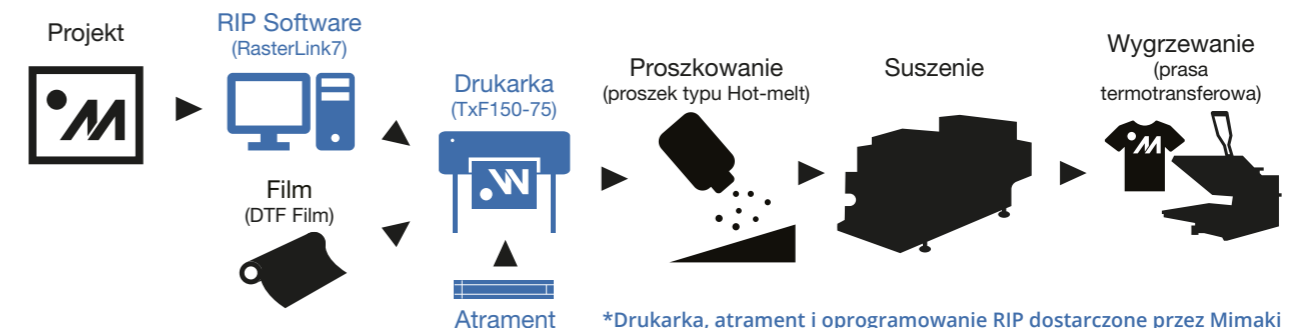 Projekt
RIP Software
(RasterLink7)
Film
(DTF Film)
Drukarka
(TxF150-75)
Atrament
Proszkowanie
(proszek typu Hot-melt)
Suszenie
Wygrzewanie
(prasa
termotransferowa)
*Drukarka, atrament i oprogramowanie RIP dostarczone przez Mimaki